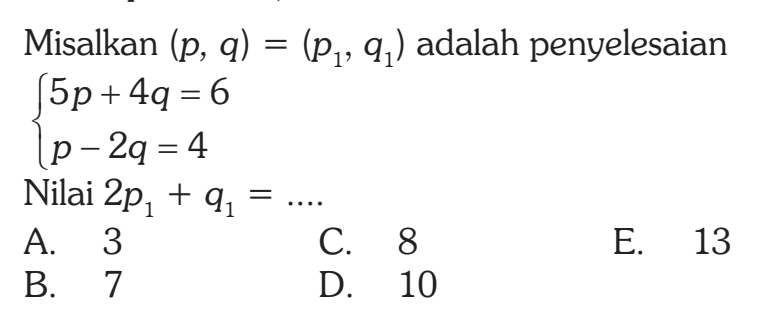 Misalkan (p, q) = (p₁, q₁) adalah penyelesaian
5p + 4q = 6
p – 2q = 4
Nilai 2p₁ + q₁ = ....
A. 3 C. 8 E. 13
B. 7 D. 10